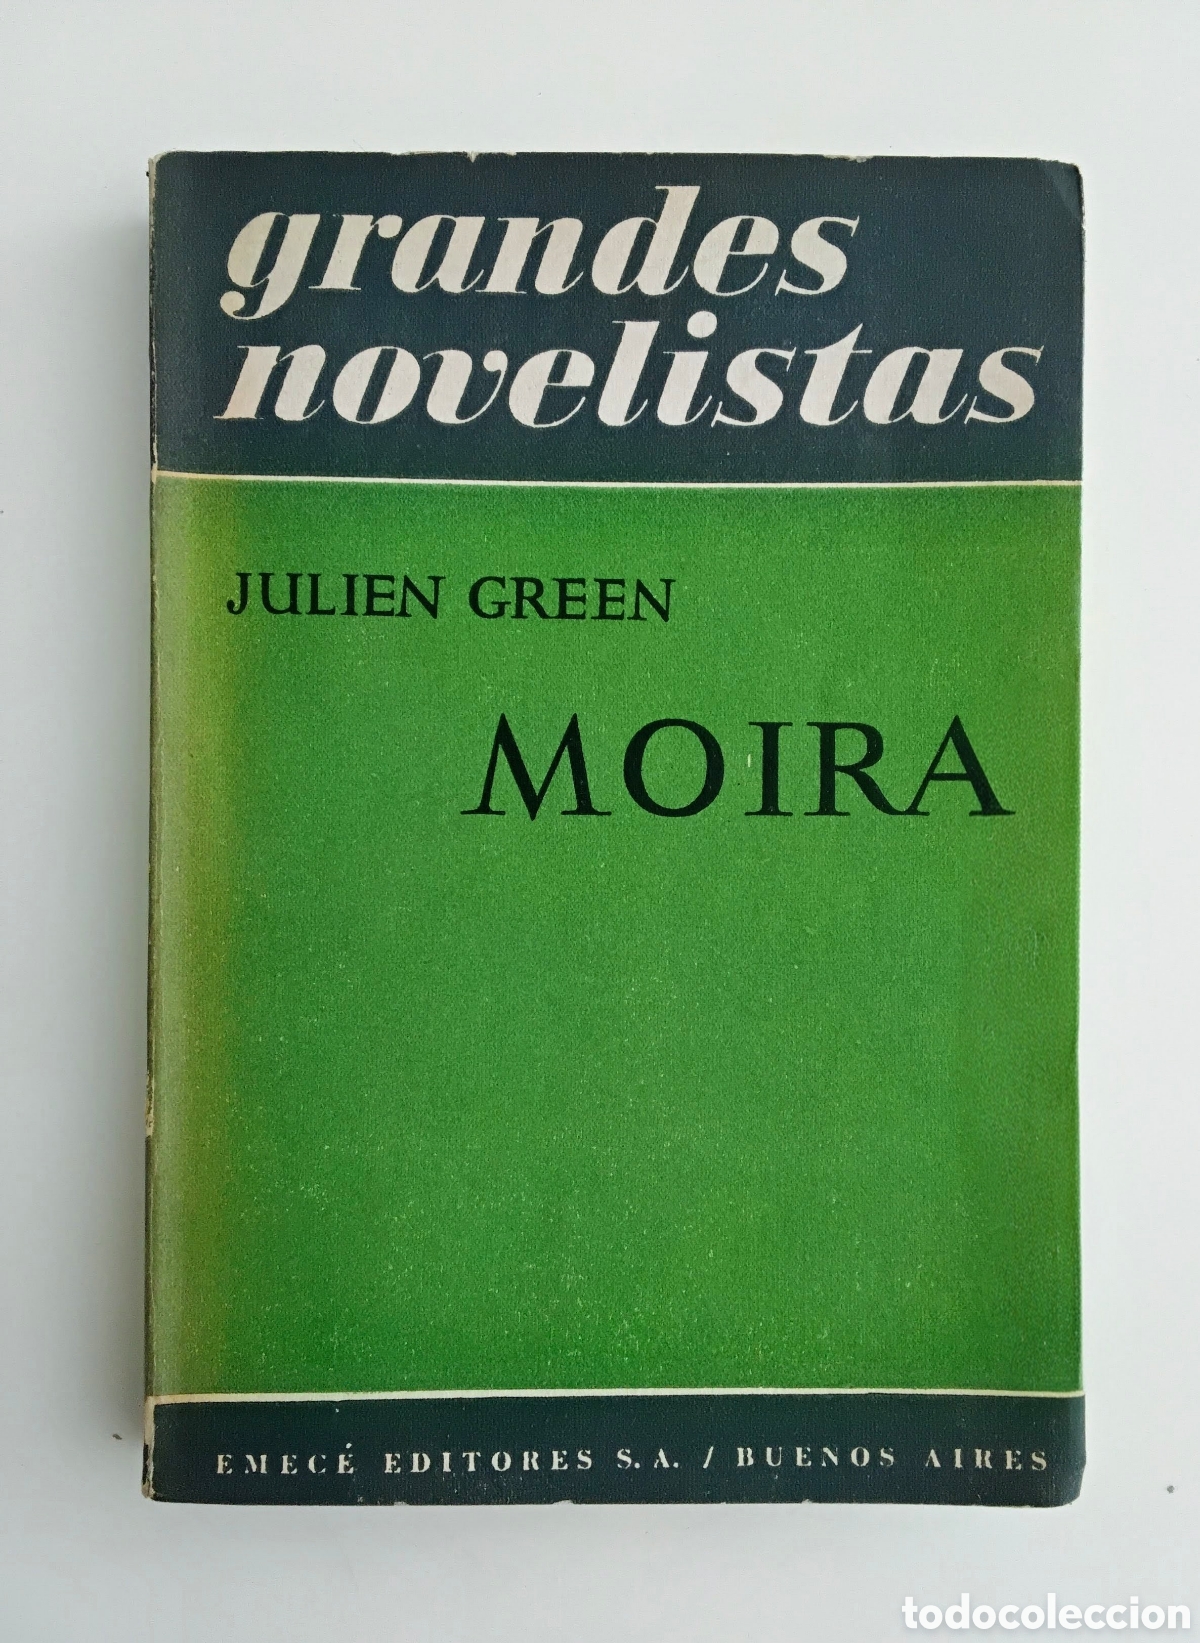 grandes
novelistas
JULIEN GREEN
MOIRA
EMECÉ EDITORES S.A. / BUENOS AIRES
todocoleccion